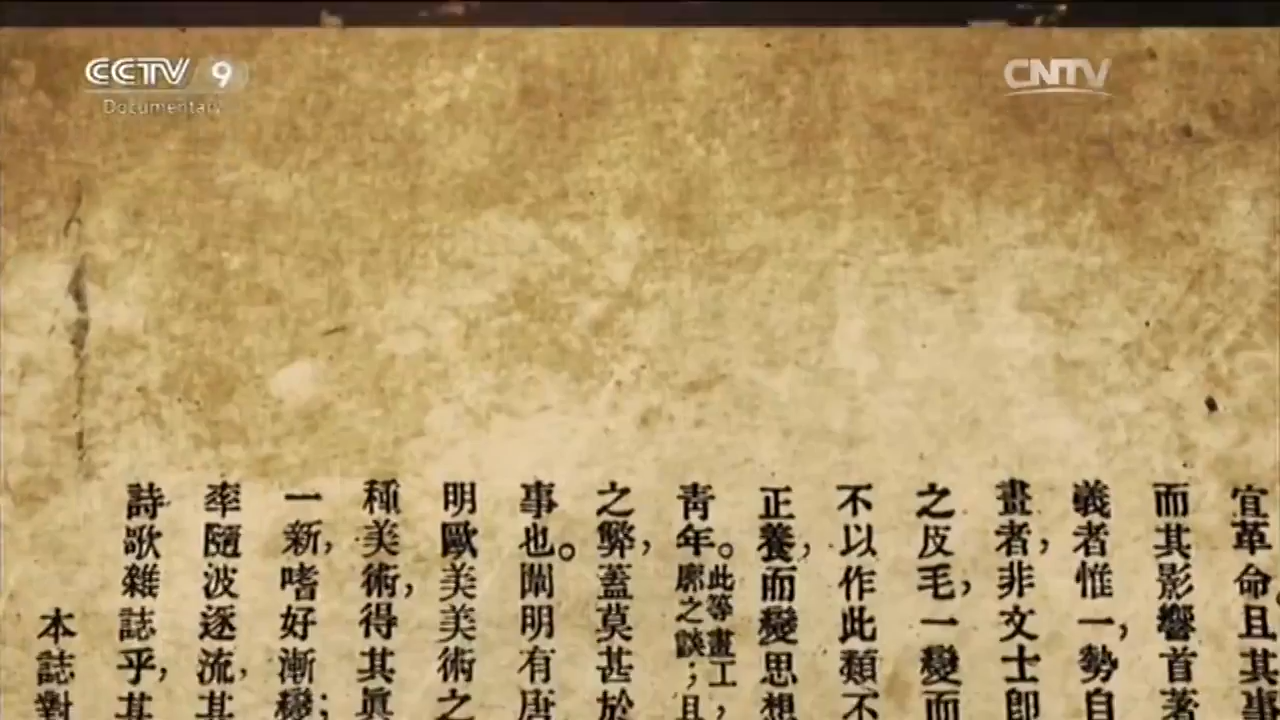 CCTV 9
Documentary
CNTV
宜革命且其事
而其影響首著
義者惟一,勢自
畫者,非文士即
之皮毛,一變而
不以作此類不
正養,而變思想
青年。此等畫工,
廓之談;且
之弊,蓋莫甚於
事也。闡明有唐
明歐美美術之
種美術,得其眞
一新,嗜好漸變;
率隨波逐流,其
詩歌雜誌乎,其
本誌對